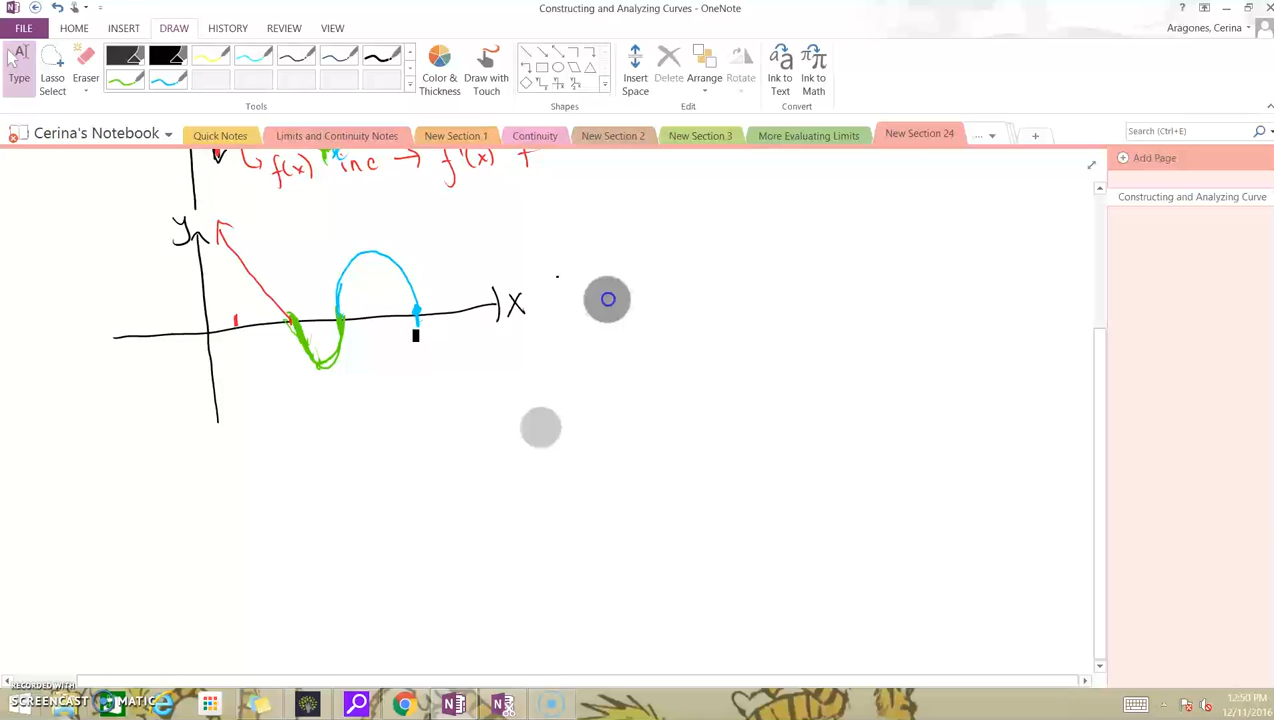 Constructing and Analyzing Curves - OneNote
FILE HOME INSERT DRAW HISTORY REVIEW VIEW
Aragones, Cerina
Type
Lasso Select
Eraser
Color & Thickness
Draw with Touch
Insert Space
Delete
Arrange
Rotate
Ink to Text
Ink to Math
Tools
Shapes
Edit
Convert
Cerina's Notebook
Quick Notes
Limits and Continuity Notes
New Section 1
Continuity
New Section 2
New Section 3
More Evaluating Limits
New Section 24
Search (Ctrl+E)
Add Page
Constructing and Analyzing Curve
f(x) inc → f'(x) +
y
x
RECORDED WITH
SCREENCAST MATIC
12:50 PM
12/11/2016